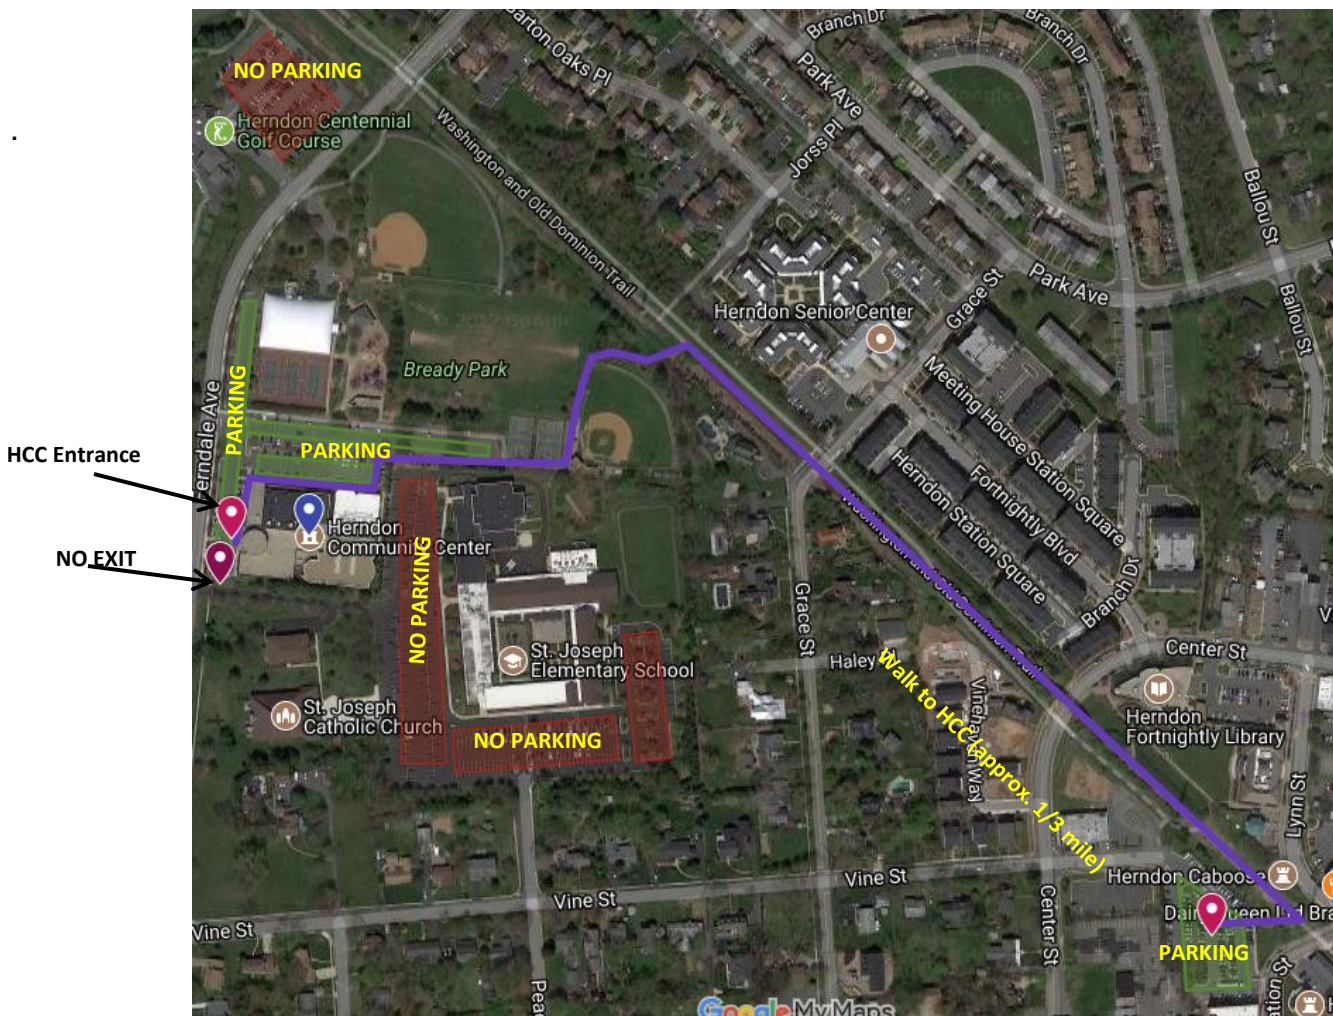 Barton Oaks Pl
Branch Dr
Branch Dr
NO PARKING
Park Ave
.
Herndon Centennial
Golf Course
Washington and Old Dominion Trail
Jorss Pl
Ballou St
Grace St
Park Ave
Ballou St
Herndon Senior Center
Bready Park
Meeting House Station Square
PARKING
PARKING
HCC Entrance
Herndon Station Square
Fortnightly Blvd
Herndon
Community Center
NO EXIT
NO PARKING
Grace St
Branch Dr
Center St
St. Joseph
Elementary School
Haley
Walk to HCC (approx. 1/3 mile)
Vinehaven Way
St. Joseph
Catholic Church
Herndon
Fortnightly Library
NO PARKING
Lynn St
Vine St
Vine St
Vine St
Center St
Herndon Caboose
PARKING
Google My Maps